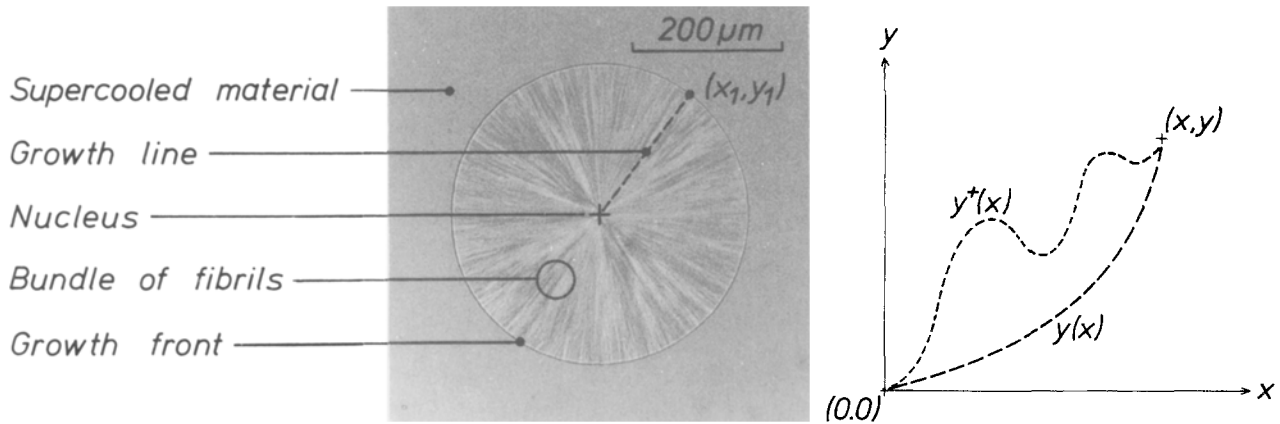 200 µm
Supercooled material
(x₁,y₁)
Growth line
Nucleus
Bundle of fibrils
Growth front
y
(x,y)
y⁺(x)
y(x)
(0.0)
x